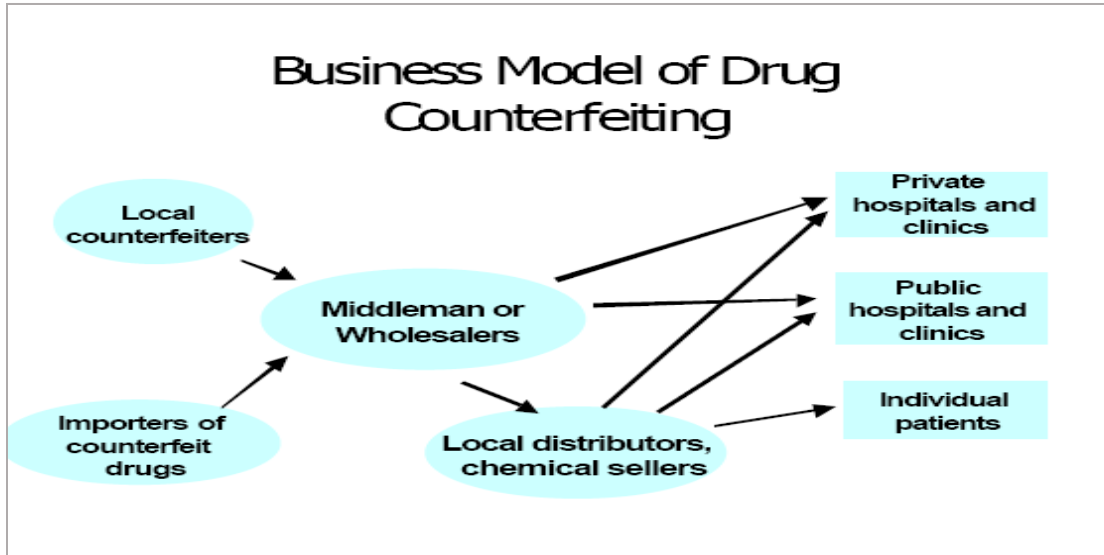 Business Model of Drug
Counterfeiting
Local
counterfeiters
Middleman or
Wholesalers
Importers of
counterfeit
drugs
Local distributors,
chemical sellers
Private
hospitals and
clinics
Public
hospitals and
clinics
Individual
patients